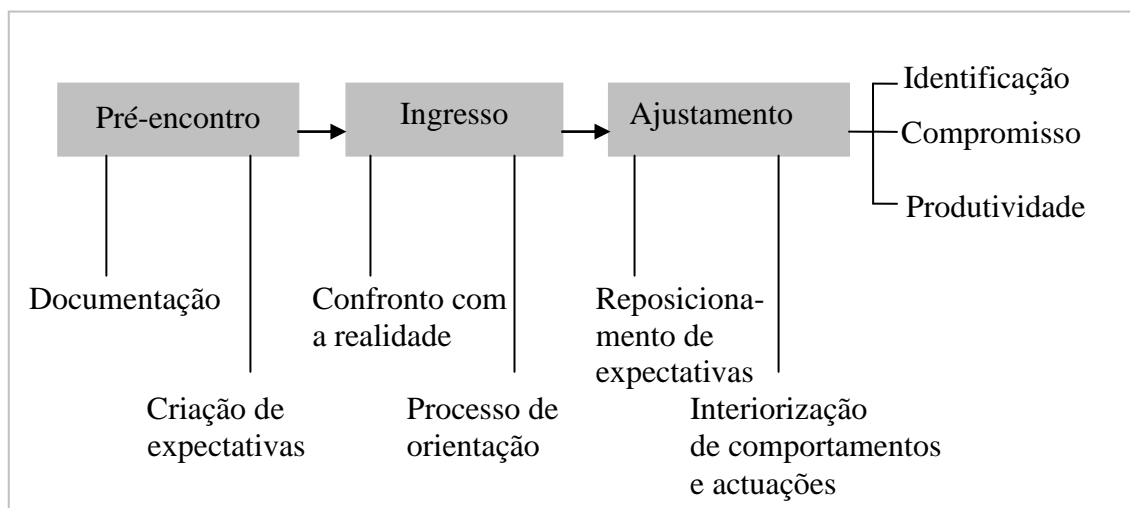 Pré-encontro
Ingresso
Ajustamento
Identificação
Compromisso
Produtividade
Documentação
Criação de
expectativas
Confronto com
a realidade
Processo de
orientação
Reposiciona-
mento de
expectativas
Interiorização
de comportamentos
e actuações